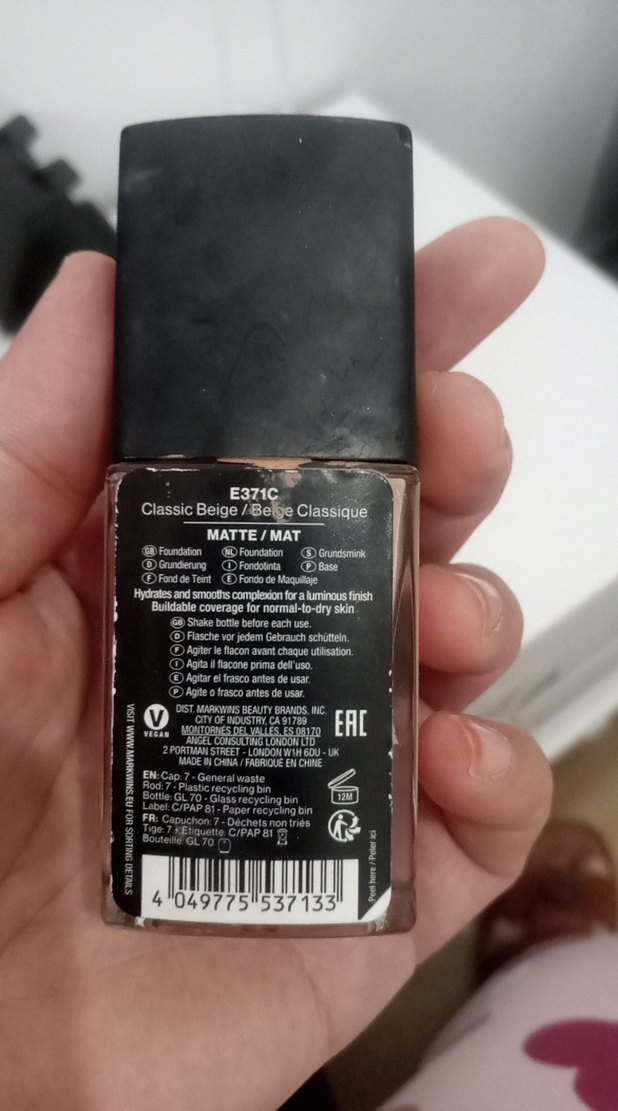 E371C
Classic Beige / Beige Classique
MATTE / MAT
GB Foundation NL Foundation S Grundsmink
D Grundierung I Fondotinta P Base
F Fond de Teint E Fondo de Maquillaje
Hydrates and smooths complexion for a luminous finish
Buildable coverage for normal-to-dry skin
GB Shake bottle before each use.
D Flasche vor jedem Gebrauch schütteln.
F Agiter le flacon avant chaque utilisation.
I Agita il flacone prima dell'uso.
E Agitar el frasco antes de usar.
P Agite o frasco antes de usar.
V
VEGAN
DIST. MARKWINS BEAUTY BRANDS, INC.
CITY OF INDUSTRY, CA 91789
MONTORNÉS DEL VALLÉS, ES 08170
ANGEL CONSULTING LONDON LTD
2 PORTMAN STREET - LONDON W1H 6DU - UK
MADE IN CHINA / FABRIQUÉ EN CHINE
EAC
EN: Cap: 7 - General waste
Rod: 7 - Plastic recycling bin
Bottle: GL 70 - Glass recycling bin
Label: C/PAP 81 - Paper recycling bin
FR: Capuchon: 7 - Déchets non triés
Tige: 7 - Etiquette C/PAP 81
Bouteille GL 70
12M
VISIT WWW.MARKWINS.EU FOR SORTING DETAILS
Peel here / Peler ici
4 049775 537133